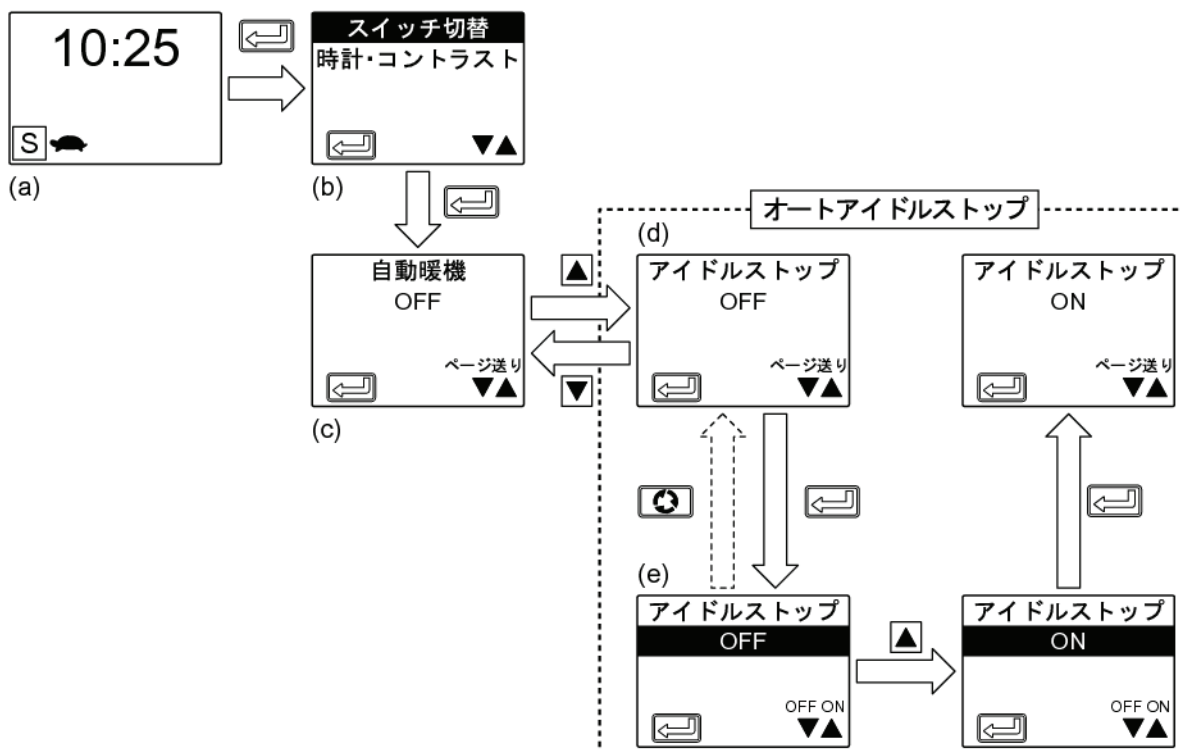 10:25
S
(a)
スイッチ切替
時計・コントラスト
▼▲
(b)
オートアイドルストップ
自動暖機
OFF
ページ送り
▼▲
(c)
▲
▼
(d)
アイドルストップ
OFF
ページ送り
▼▲
アイドルストップ
ON
ページ送り
▼▲
(e)
アイドルストップ
OFF
OFF ON
▼▲
▲
アイドルストップ
ON
OFF ON
▼▲